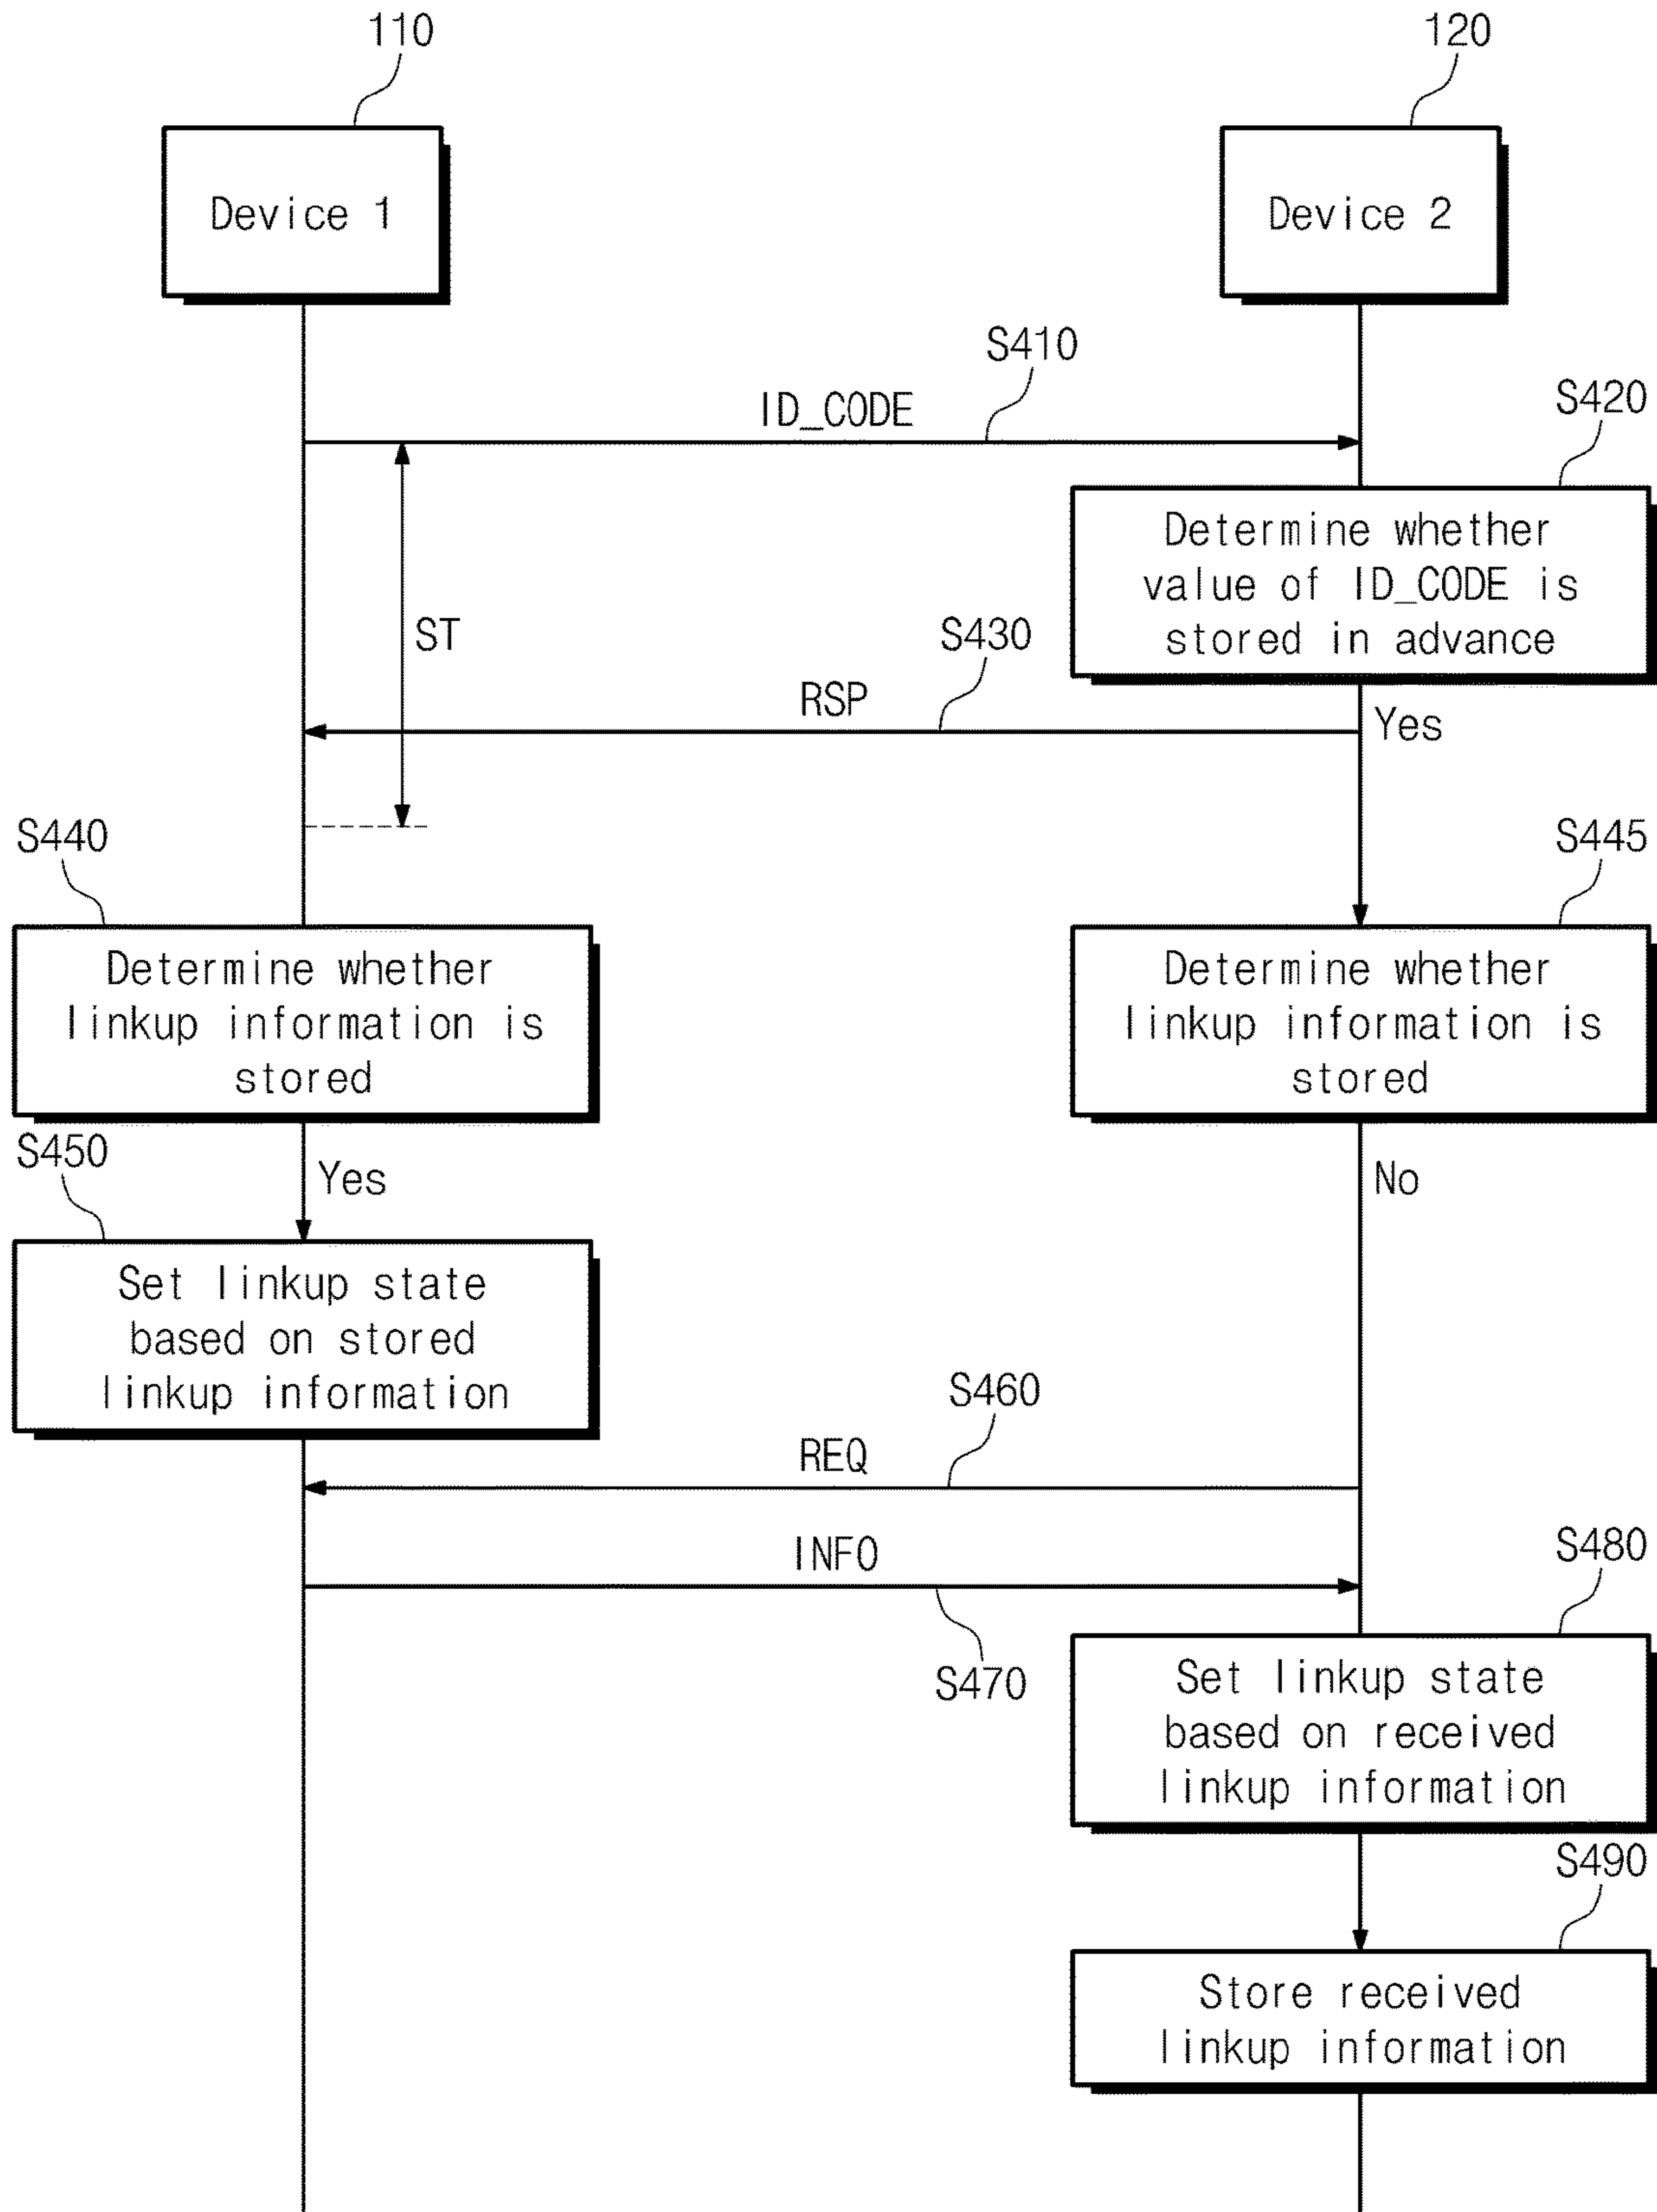 110
120
Device 1
Device 2
S410
ID_CODE
S420
Determine whether
value of ID_CODE is
stored in advance
ST
S430
RSP
Yes
S440
S445
Determine whether
linkup information is
stored
Determine whether
linkup information is
stored
S450
Yes
No
Set linkup state
based on stored
linkup information
S460
REQ
INFO
S480
S470
Set linkup state
based on received
linkup information
S490
Store received
linkup information